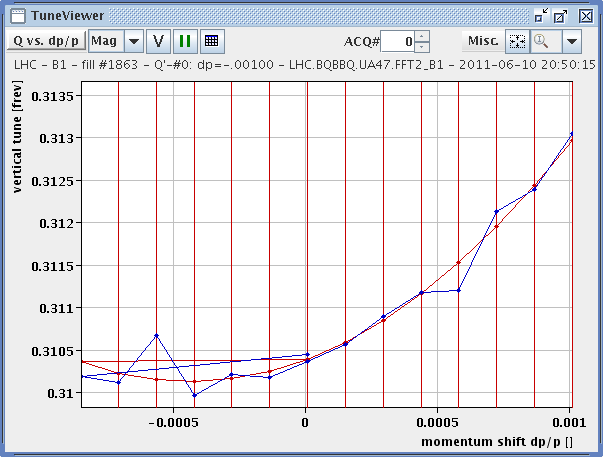 TuneViewer
Q vs. dp/p Mag V ACQ# 0 Misc.
LHC - B1 - fill #1863 - Q'-#0: dp=-.00100 - LHC.BQBBQ.UA47.FFT2_B1 - 2011-06-10 20:50:15
vertical tune [frev]
0.3135
0.313
0.3125
0.312
0.3115
0.311
0.3105
0.31
-0.0005 0 0.0005 0.001
momentum shift dp/p []